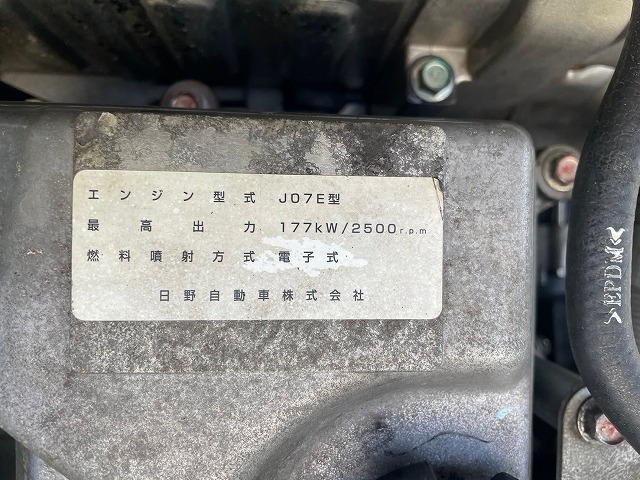 エンジン型式 J07E型
最高出力 177kW/2500r.p.m
燃料噴射方式 電子式
日野自動車株式会社
>EPDM<